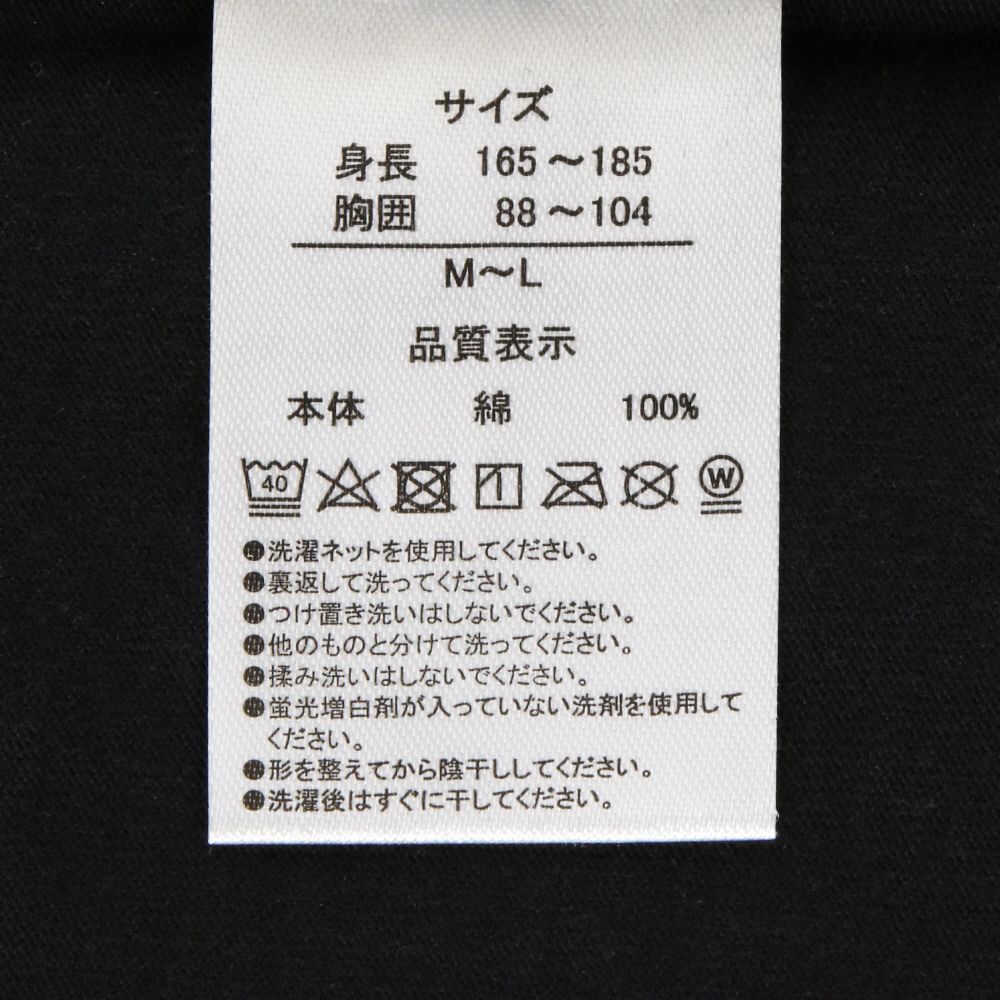 サイズ
身長 165～185
胸囲 88～104
M～L
品質表示
本体 綿 100%
40 1 W
●洗濯ネットを使用してください。
●裏返して洗ってください。
●つけ置き洗いはしないでください。
●他のものと分けて洗ってください。
●揉み洗いはしないでください。
●蛍光増白剤が入っていない洗剤を使用して
ください。
●形を整えてから陰干ししてください。
●洗濯後はすぐに干してください。